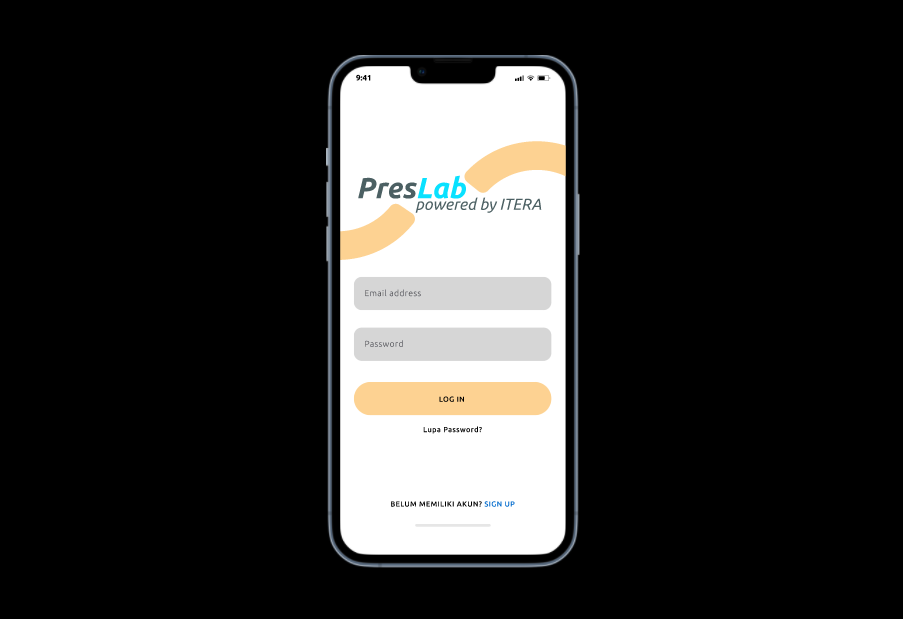 9:41
PresLab
powered by ITERA
Email address
Password
LOG IN
Lupa Password?
BELUM MEMILIKI AKUN? SIGN UP